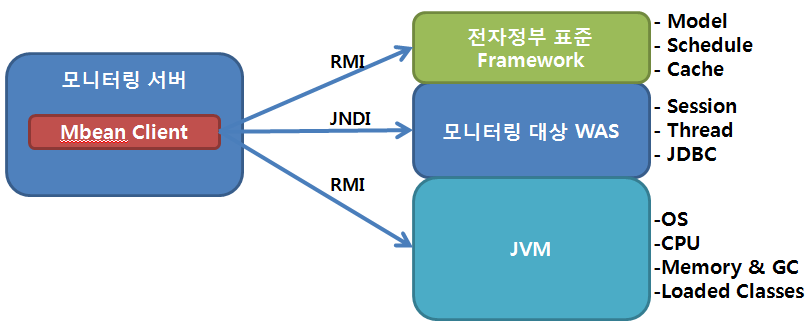 모니터링 서버
Mbean Client
RMI
JNDI
RMI
전자정부 표준
Framework
- Model
- Schedule
- Cache
모니터링 대상 WAS
- Session
- Thread
- JDBC
JVM
-OS
-CPU
-Memory & GC
-Loaded Classes